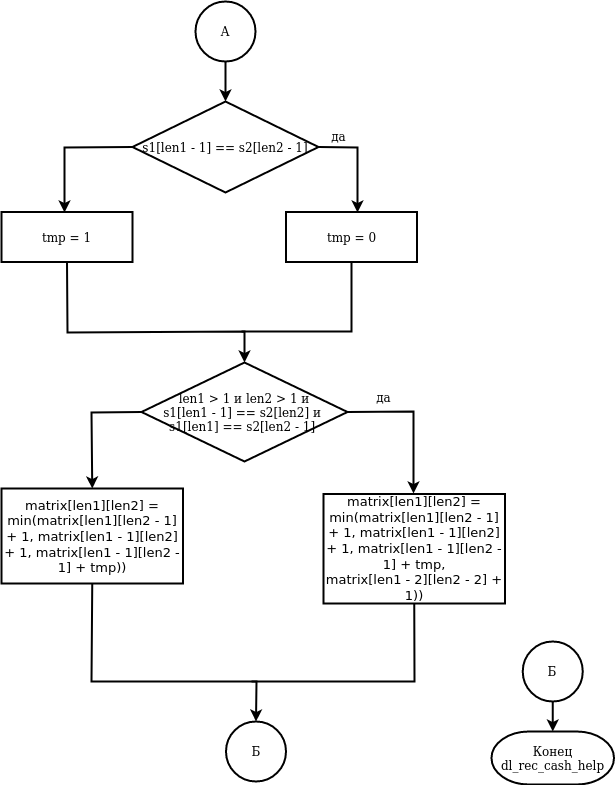 А
да
s1[len1 - 1] == s2[len2 - 1]
tmp = 1
tmp = 0
да
len1 > 1 и len2 > 1 и
s1[len1 - 1] == s2[len2] и
s1[len1] == s2[len2 - 1]
matrix[len1][len2] =
min(matrix[len1][len2 - 1]
+ 1, matrix[len1 - 1][len2]
+ 1, matrix[len1 - 1][len2 -
1] + tmp))
matrix[len1][len2] =
min(matrix[len1][len2 - 1]
+ 1, matrix[len1 - 1][len2]
+ 1, matrix[len1 - 1][len2 -
1] + tmp,
matrix[len1 - 2][len2 - 2] +
1))
Б
Б
Конец
dl_rec_cash_help